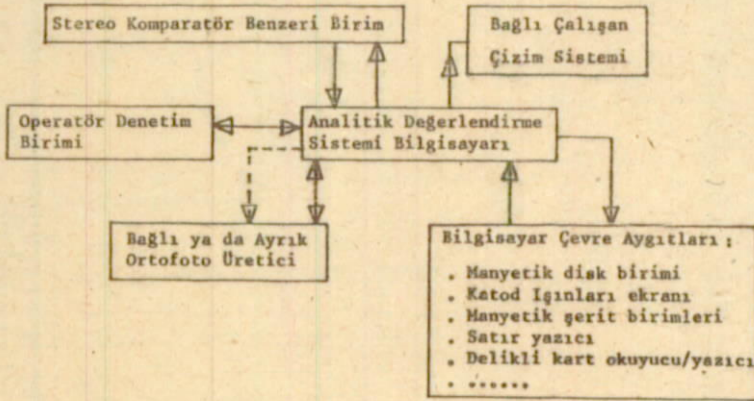 Stereo Komparatör Benzeri Birim
Bağlı Çalışan
Çizim Sistemi
Operatör Denetim
Birimi
Analitik Değerlendirme
Sistemi Bilgisayarı
Bağlı ya da Ayrık
Ortofoto Üretici
Bilgisayar Çevre Aygıtları ;
. Manyetik disk birimi
. Katod Işınları ekranı
. Manyetik şerit birimleri
. Satır yazıcı
. Delikli kart okuyucu/yazıcı
. ......